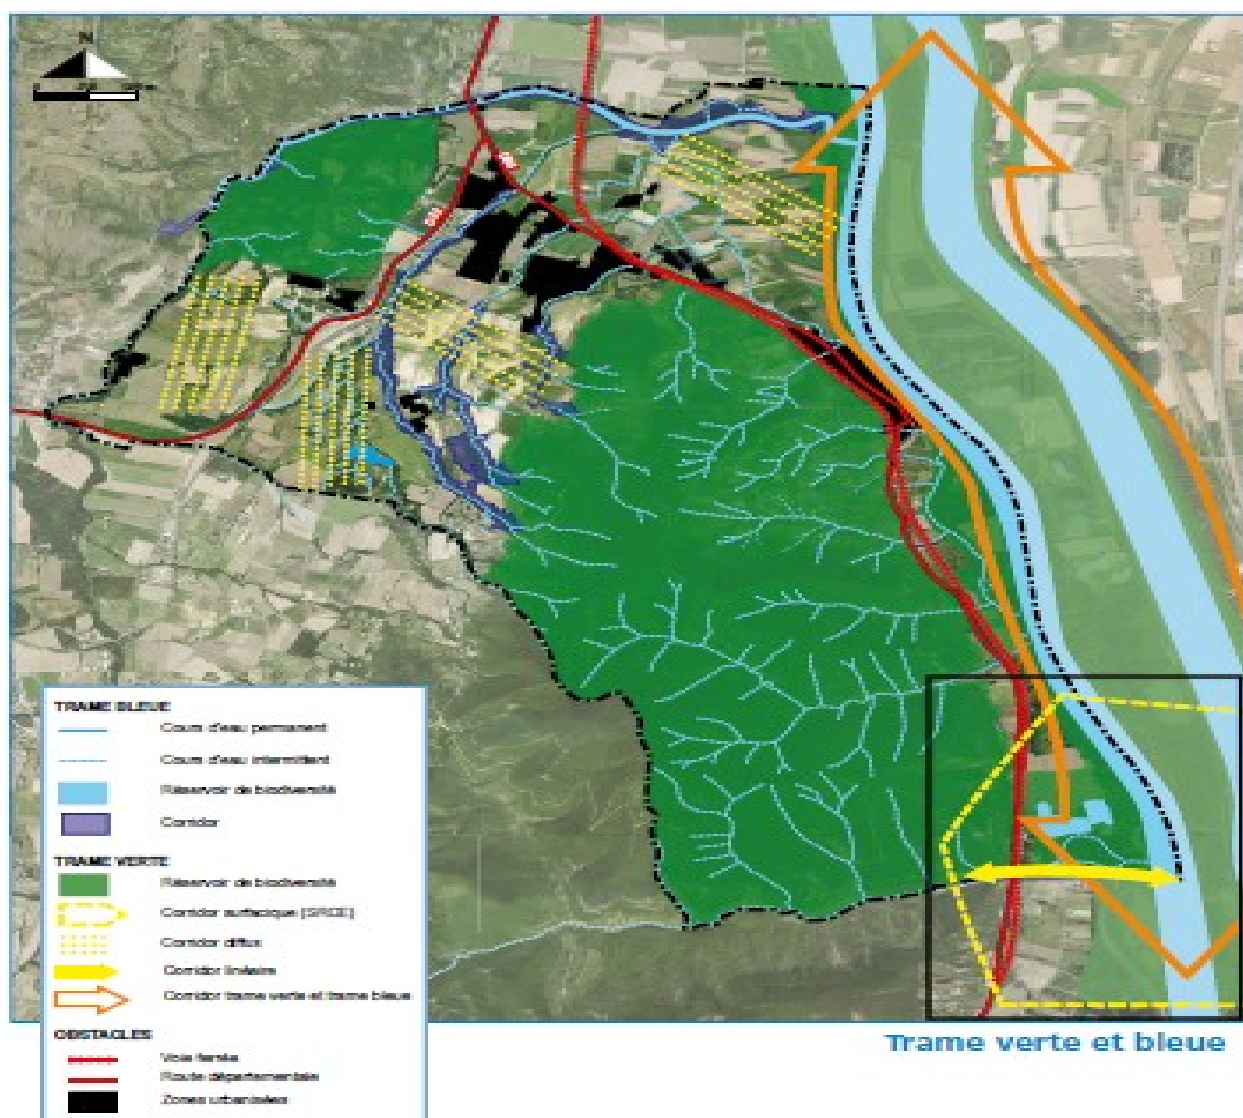 N
TRAME BLEUE
Cours d'eau permanent
Cours d'eau intermittent
Réservoir de biodiversité
Corridor
TRAME VERTE
Réservoir de biodiversité
Corridor surfacique (SRCE)
Corridor diffus
Corridor linéaire
Corridor trame verte et trame bleue
OBSTACLES
Voie ferrée
Route départementale
Zones urbanisées
Trame verte et bleue